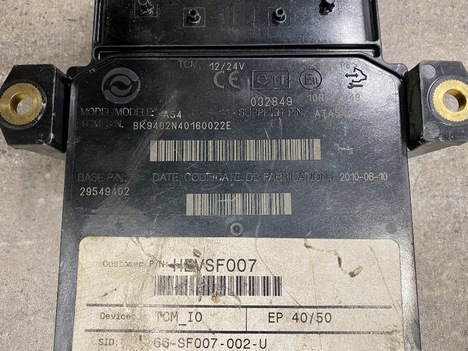 TCM, 12/24V
CE
032849
MODEL/MODELE: A54
SUPPLIER P/N:
BK9402N40160022E
BASE P/N:
DATE CODE/DATE DE FABRICATION: 2010-06-10
29549402
Customer P/N: HEVSF007
Device: TCM_IO EP 40/50
SID: 66-SF007-002-U